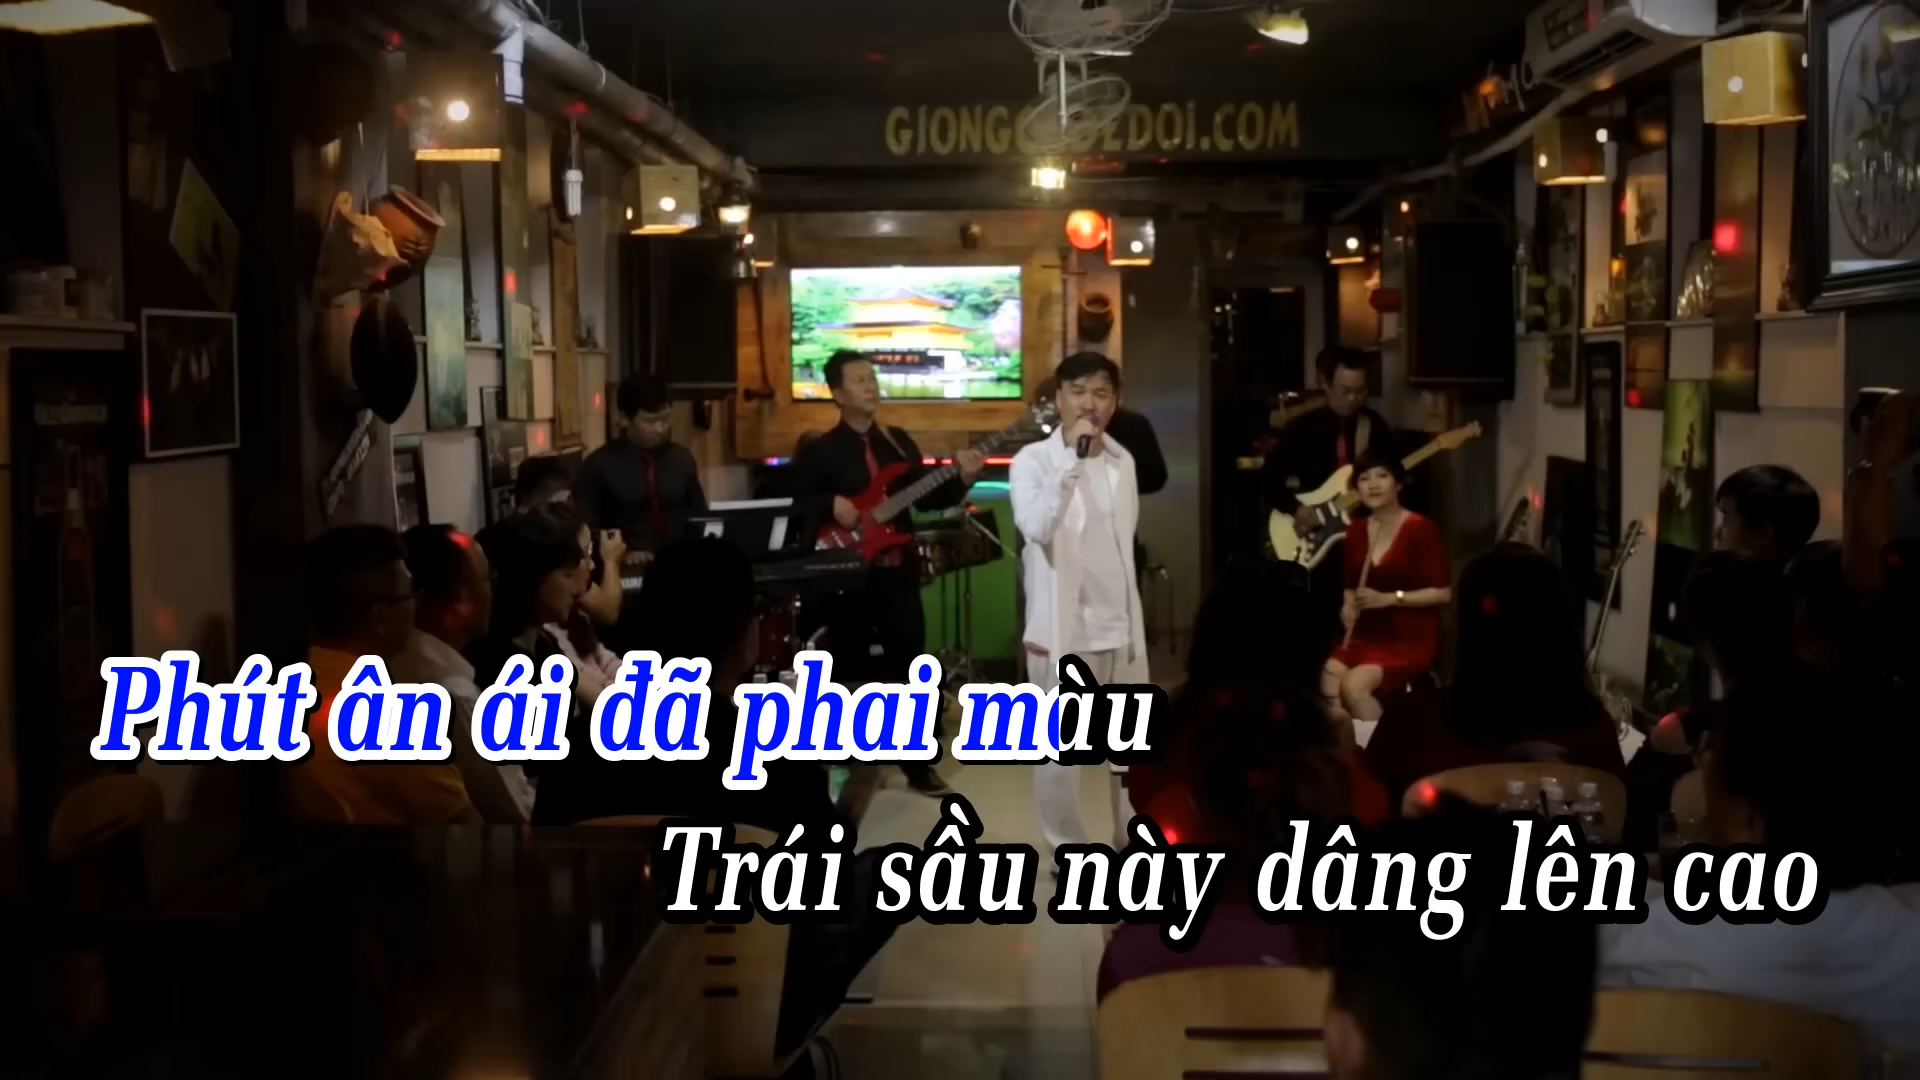 Phút ân ái đã phai màu
Trái sầu này dâng lên cao